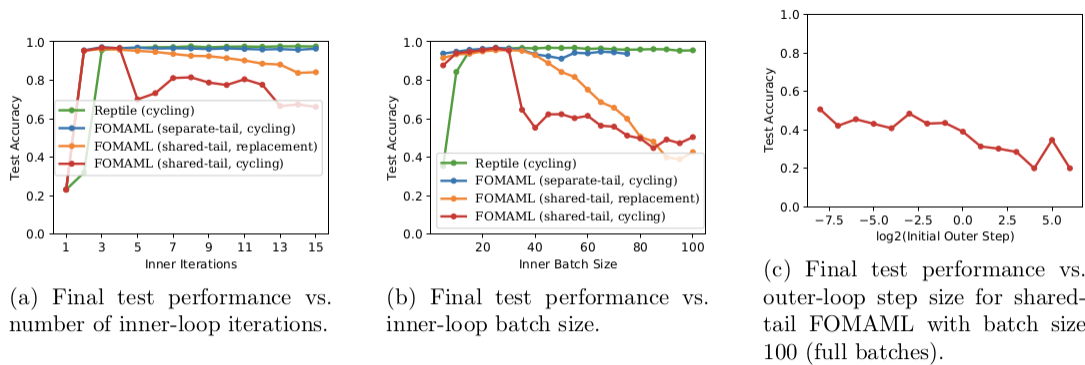 1.0
0.8
0.6
0.4
0.2
0.0
Test Accuracy
Reptile (cycling)
FOMAML (separate-tail, cycling)
FOMAML (shared-tail, replacement)
FOMAML (shared-tail, cycling)
1 3 5 7 9 11 13 15
Inner Iterations
(a) Final test performance vs.
number of inner-loop iterations.
1.0
0.8
0.6
0.4
0.2
0.0
Test Accuracy
Reptile (cycling)
FOMAML (separate-tail, cycling)
FOMAML (shared-tail, replacement)
FOMAML (shared-tail, cycling)
20 40 60 80 100
Inner Batch Size
(b) Final test performance vs.
inner-loop batch size.
1.0
0.8
0.6
0.4
0.2
0.0
Test Accuracy
−7.5 −5.0 −2.5 0.0 2.5 5.0
log2(Initial Outer Step)
(c) Final test performance vs.
outer-loop step size for shared-
tail FOMAML with batch size
100 (full batches).